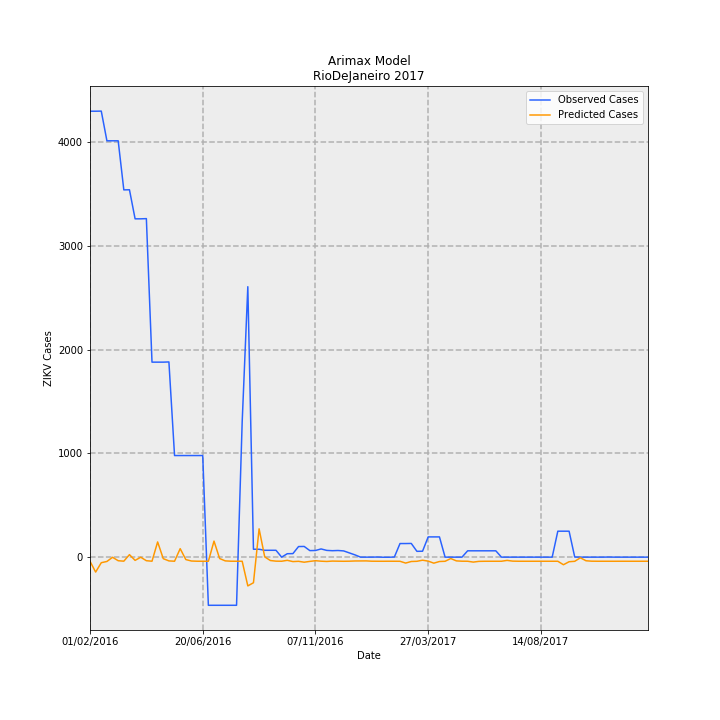 Arimax Model
RioDeJaneiro 2017
Observed Cases
Predicted Cases
ZIKV Cases
4000
3000
2000
1000
0
01/02/2016
20/06/2016
07/11/2016
27/03/2017
14/08/2017
Date